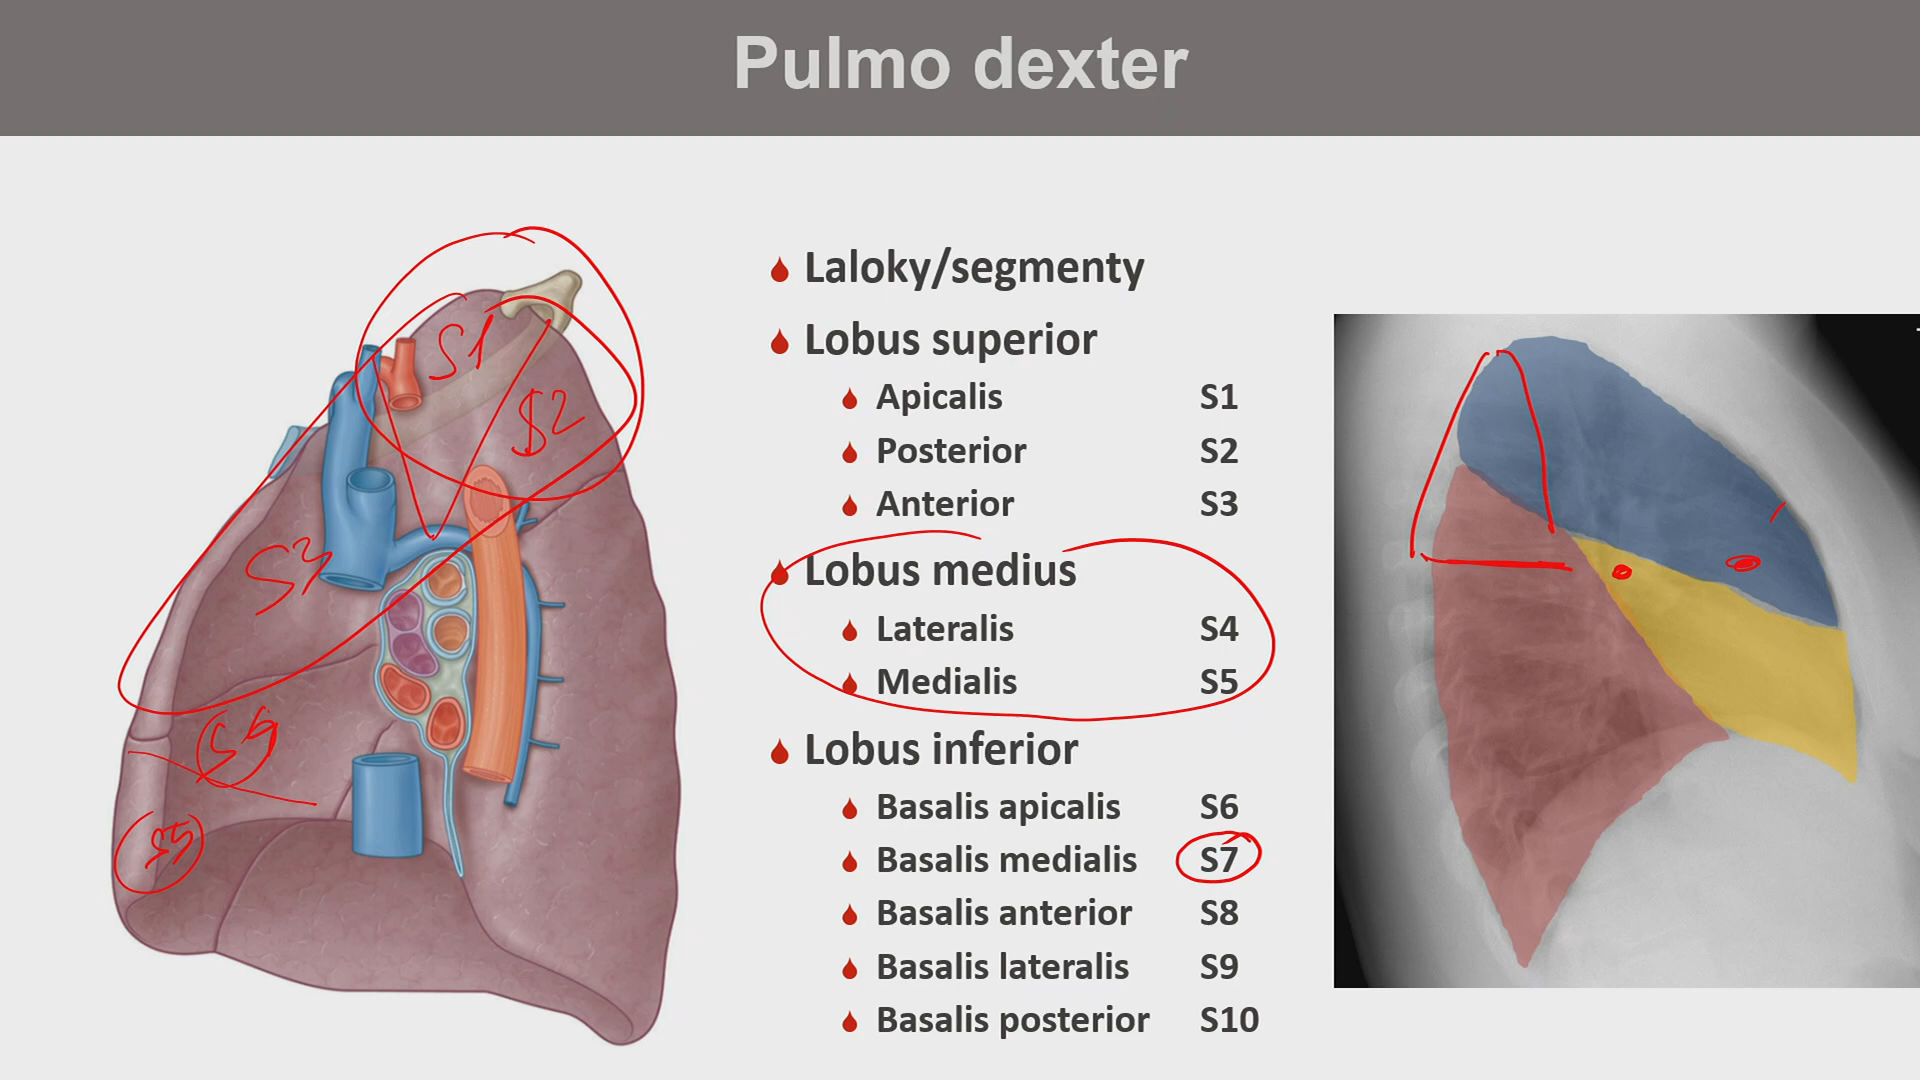 Pulmo dexter
Laloky/segmenty
Lobus superior
Apicalis S1
Posterior S2
Anterior S3
Lobus medius
Lateralis S4
Medialis S5
Lobus inferior
Basalis apicalis S6
Basalis medialis S7
Basalis anterior S8
Basalis lateralis S9
Basalis posterior S10
S1
S2
S3
S5